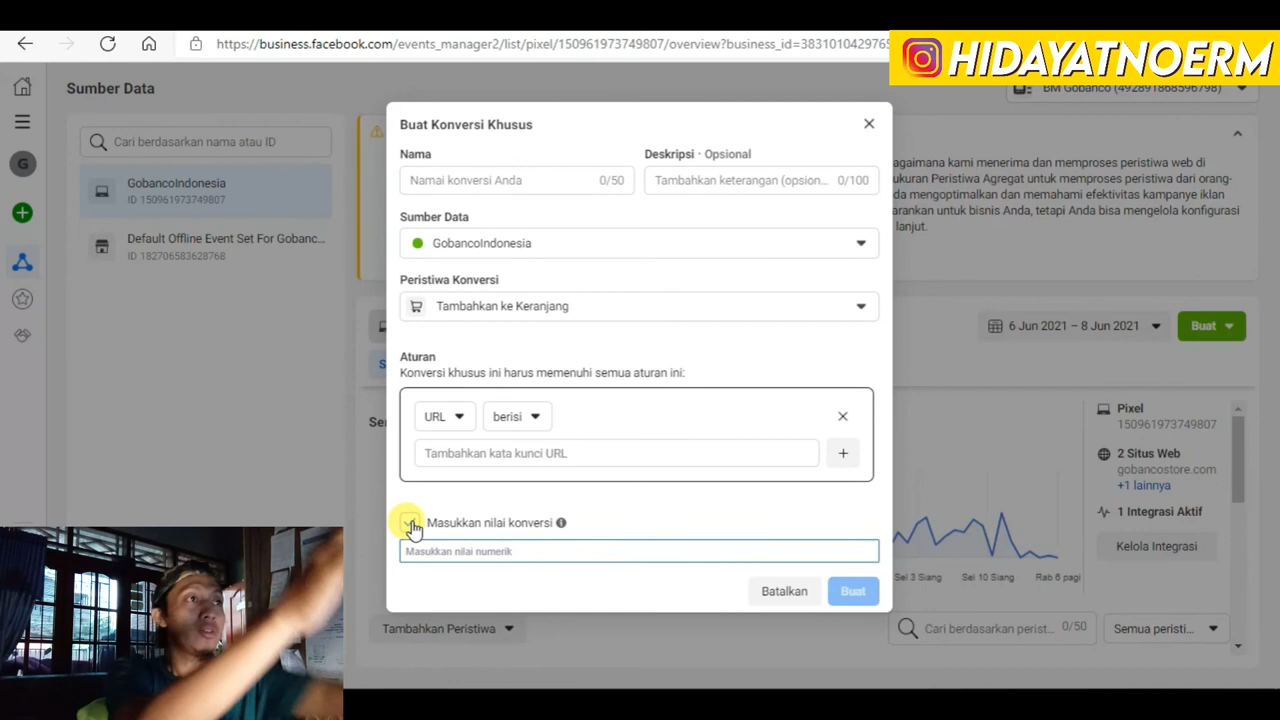 https://business.facebook.com/events_manager2/list/pixel/150961973749807/overview?business_id=38310104297
HIDAYATNOERM
Sumber Data
BM Gobanco (492891868596798)
Cari berdasarkan nama atau ID
G
GobancoIndonesia
ID 150961973749807
Default Offline Event Set For Gobanc...
ID 182706583628768
agaimana kami menerima dan memproses peristiwa web di
ukuran Peristiwa Agregat untuk memproses peristiwa dari orang-
mengoptimalkan dan memahami efektivitas kampanye iklan
arankan untuk bisnis Anda, tetapi Anda bisa mengelola konfigurasi
lanjut.
Buat Konversi Khusus
Nama
Deskripsi · Opsional
Namai konversi Anda 0/50
Tambahkan keterangan (opsion... 0/100
Sumber Data
GobancoIndonesia
Peristiwa Konversi
Tambahkan ke Keranjang
6 Jun 2021 – 8 Jun 2021
Buat
Aturan
Konversi khusus ini harus memenuhi semua aturan ini:
URL berisi
Tambahkan kata kunci URL
Masukkan nilai konversi
Masukkan nilai numerik
Batalkan Buat
Pixel
150961973749807
2 Situs Web
gobancostore.com
+1 lainnya
1 Integrasi Aktif
Kelola Integrasi
Sel 3 Siang Sel 10 Siang Rab 6 pagi
Tambahkan Peristiwa
Cari berdasarkan perist... 0/50
Semua peristi...